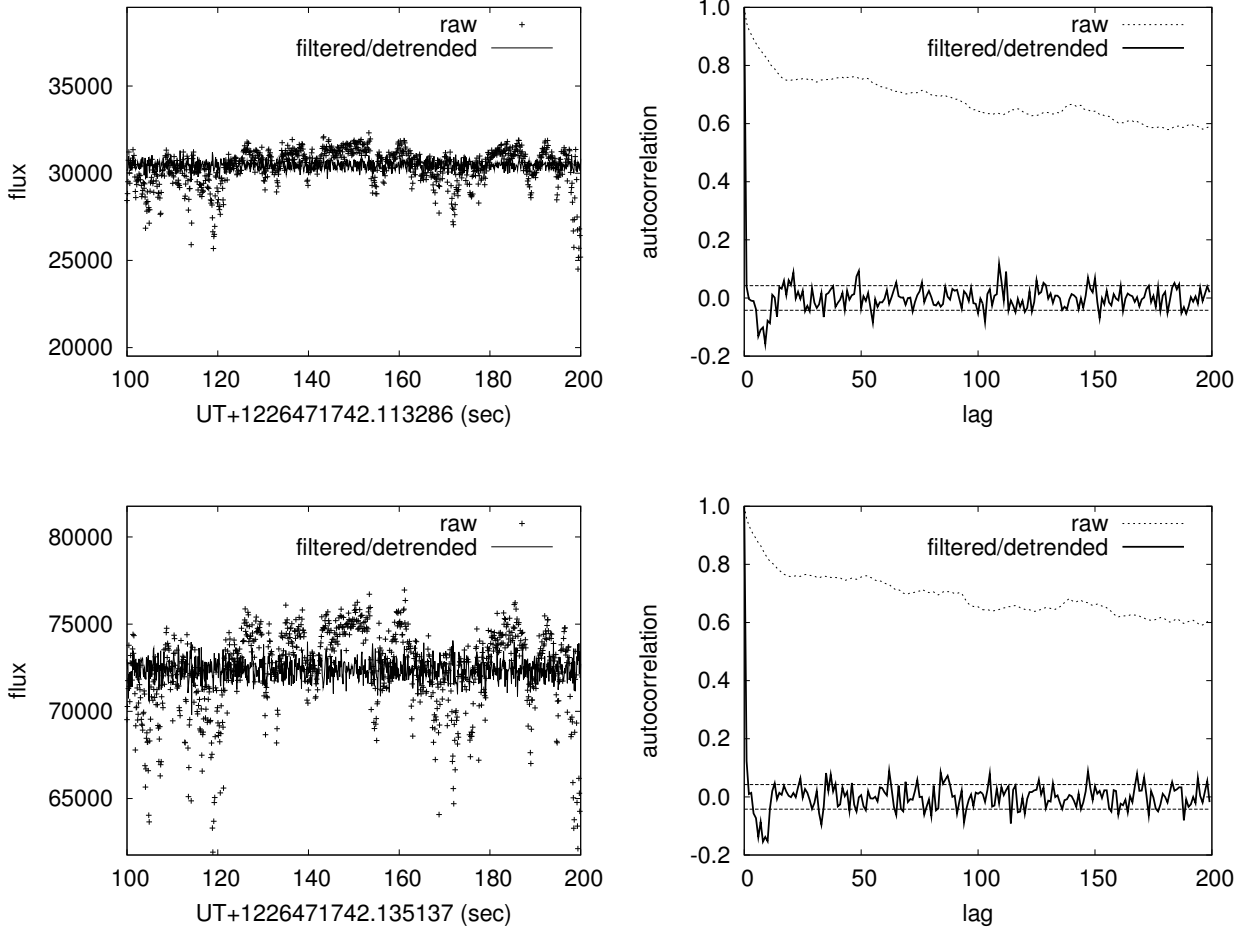 raw
filtered/detrended
flux
35000
30000
25000
20000
100 120 140 160 180 200
UT+1226471742.113286 (sec)
raw
filtered/detrended
autocorrelation
1.0
0.8
0.6
0.4
0.2
0.0
-0.2
0 50 100 150 200
lag
raw
filtered/detrended
flux
80000
75000
70000
65000
100 120 140 160 180 200
UT+1226471742.135137 (sec)
raw
filtered/detrended
autocorrelation
1.0
0.8
0.6
0.4
0.2
0.0
-0.2
0 50 100 150 200
lag